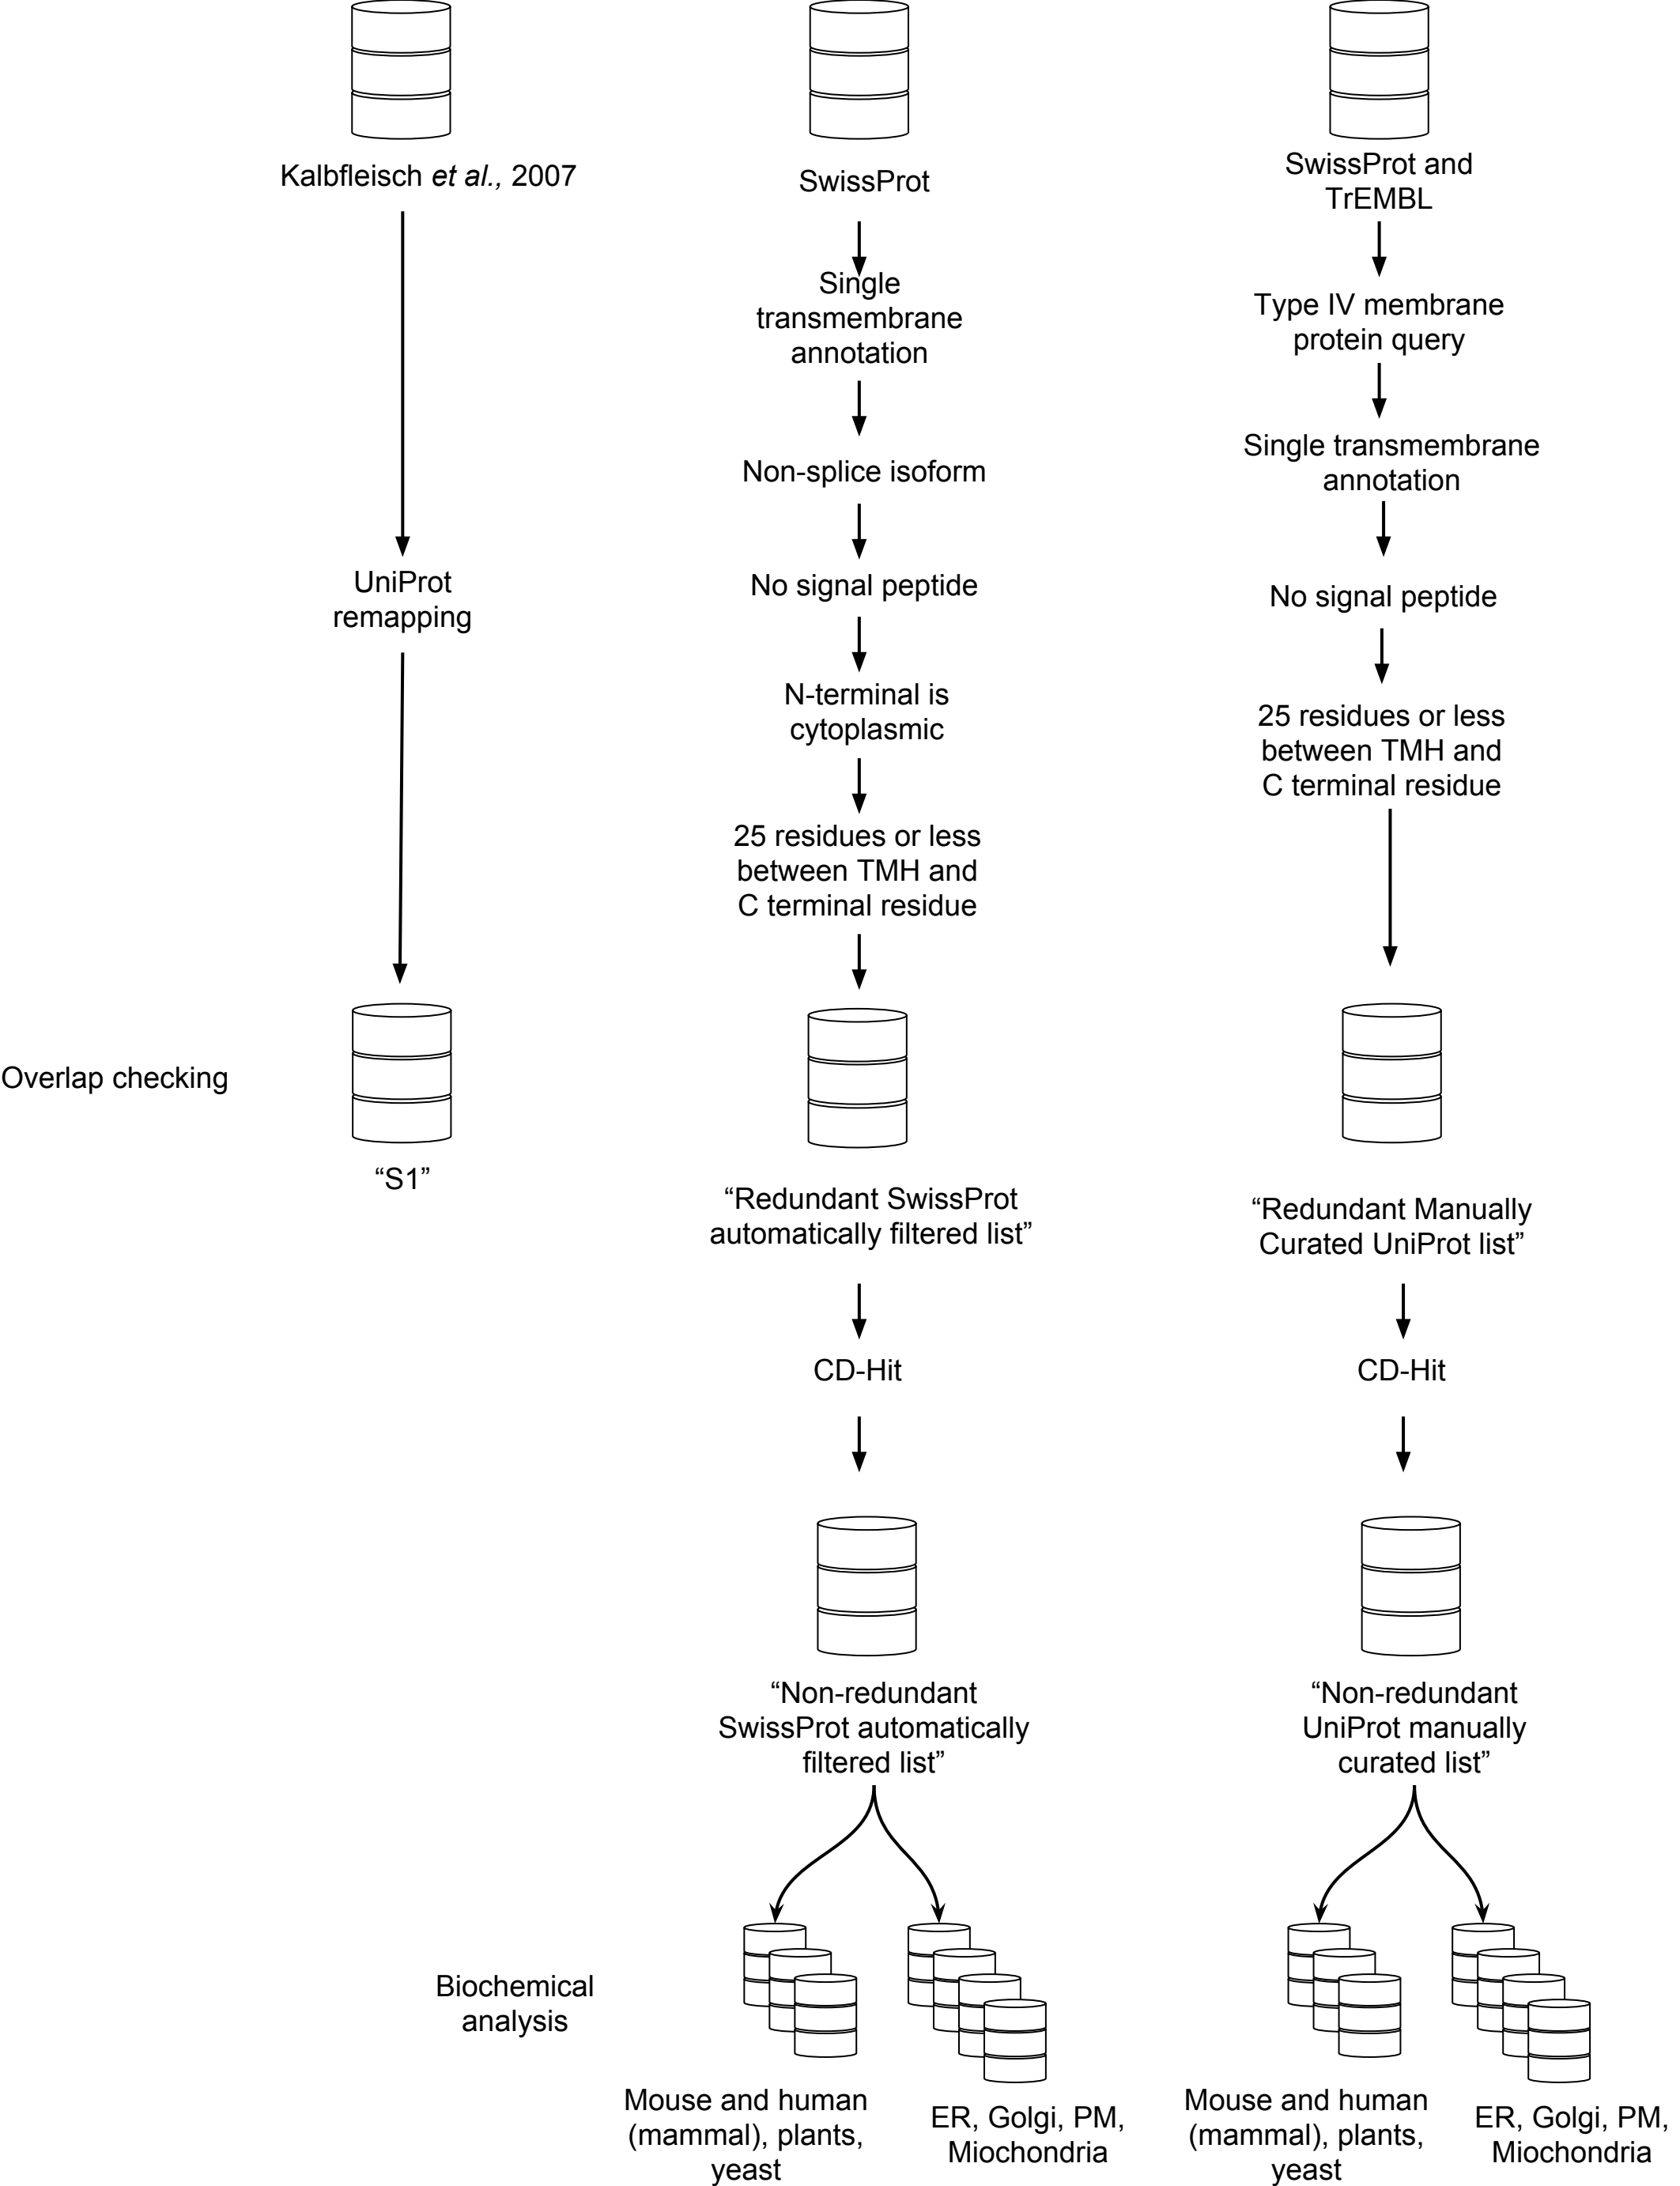 Kalbfleisch et al., 2007
UniProt
remapping
Overlap checking
“S1”
SwissProt
Single
transmembrane
annotation
Non-splice isoform
No signal peptide
N-terminal is
cytoplasmic
25 residues or less
between TMH and
C terminal residue
“Redundant SwissProt
automatically filtered list”
CD-Hit
“Non-redundant
SwissProt automatically
filtered list”
SwissProt and
TrEMBL
Type IV membrane
protein query
Single transmembrane
annotation
No signal peptide
25 residues or less
between TMH and
C terminal residue
“Redundant Manually
Curated UniProt list”
CD-Hit
“Non-redundant
UniProt manually
curated list”
Biochemical
analysis
Mouse and human
(mammal), plants,
yeast
ER, Golgi, PM,
Miochondria
Mouse and human
(mammal), plants,
yeast
ER, Golgi, PM,
Miochondria